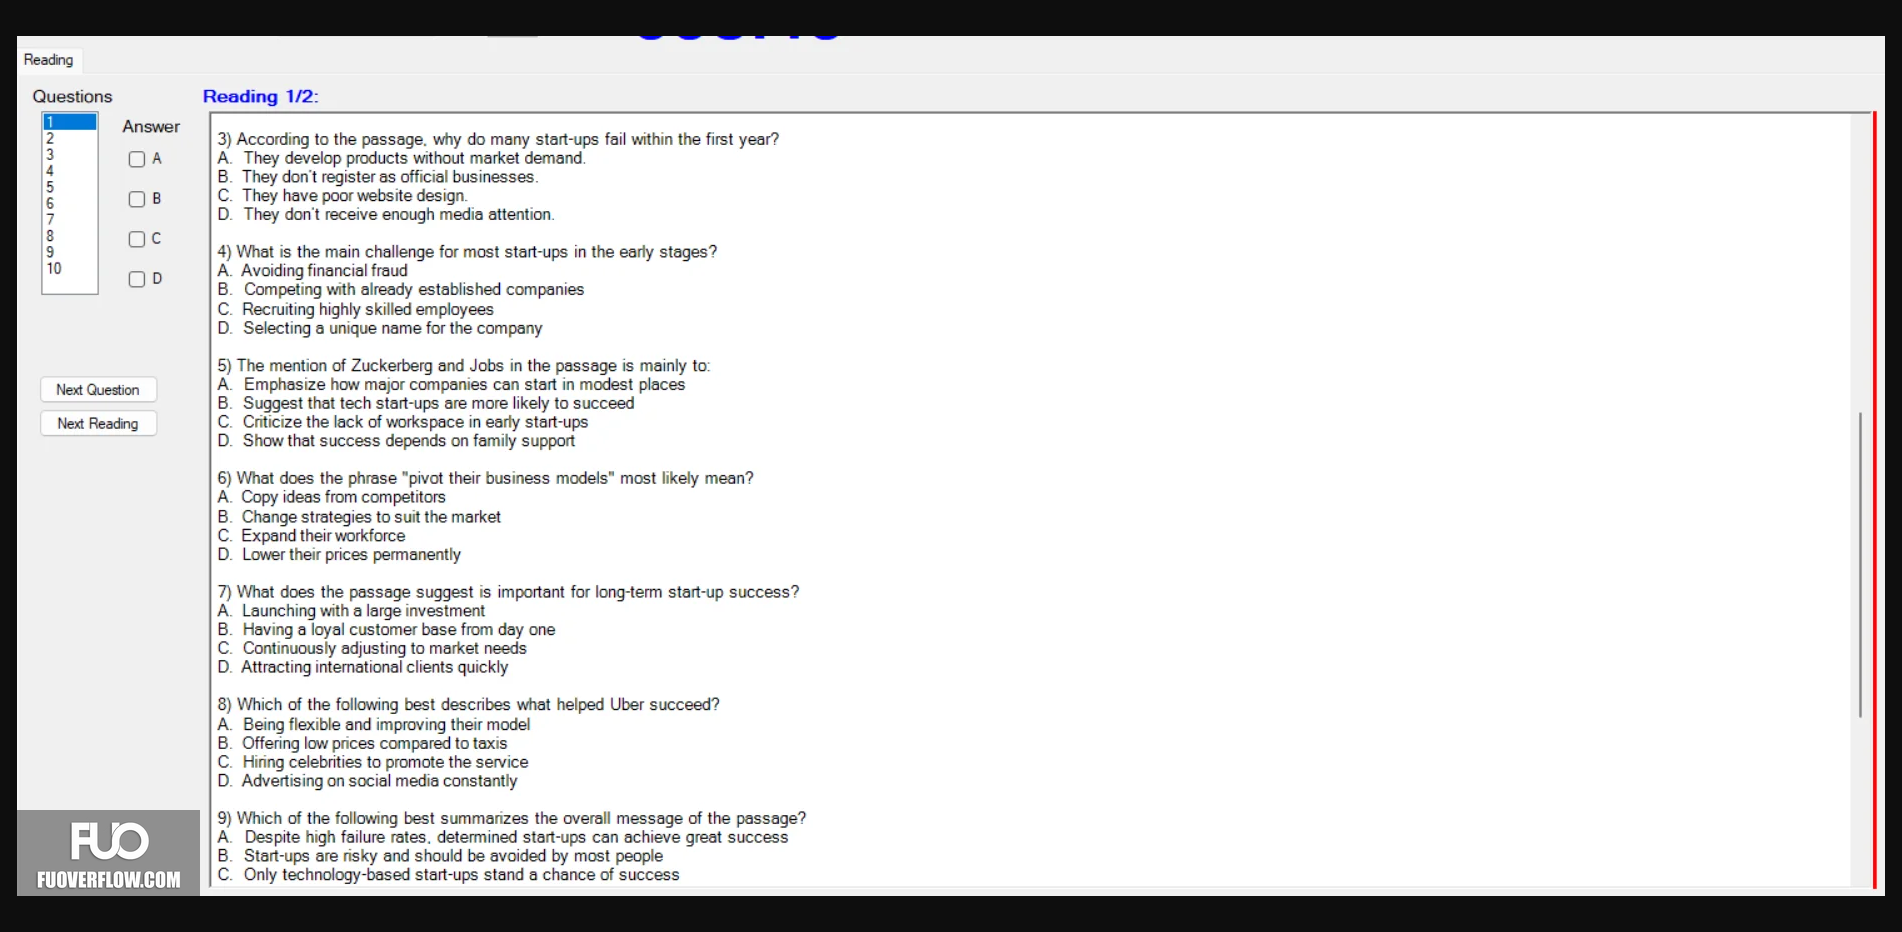 Reading
Questions
Reading 1/2:
1
2
3
4
5
6
7
8
9
10
Answer
A
B
C
D
Next Question
Next Reading
3) According to the passage, why do many start-ups fail within the first year?
A. They develop products without market demand.
B. They don't register as official businesses.
C. They have poor website design.
D. They don't receive enough media attention.
4) What is the main challenge for most start-ups in the early stages?
A. Avoiding financial fraud
B. Competing with already established companies
C. Recruiting highly skilled employees
D. Selecting a unique name for the company
5) The mention of Zuckerberg and Jobs in the passage is mainly to:
A. Emphasize how major companies can start in modest places
B. Suggest that tech start-ups are more likely to succeed
C. Criticize the lack of workspace in early start-ups
D. Show that success depends on family support
6) What does the phrase "pivot their business models" most likely mean?
A. Copy ideas from competitors
B. Change strategies to suit the market
C. Expand their workforce
D. Lower their prices permanently
7) What does the passage suggest is important for long-term start-up success?
A. Launching with a large investment
B. Having a loyal customer base from day one
C. Continuously adjusting to market needs
D. Attracting international clients quickly
8) Which of the following best describes what helped Uber succeed?
A. Being flexible and improving their model
B. Offering low prices compared to taxis
C. Hiring celebrities to promote the service
D. Advertising on social media constantly
9) Which of the following best summarizes the overall message of the passage?
A. Despite high failure rates, determined start-ups can achieve great success
B. Start-ups are risky and should be avoided by most people
C. Only technology-based start-ups stand a chance of success
FUO
FUOVERFLOW.COM